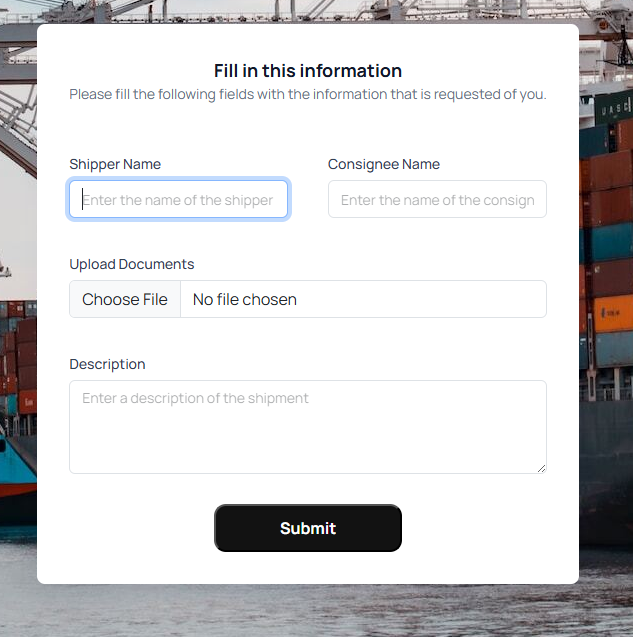 Fill in this information
Please fill the following fields with the information that is requested of you.
Shipper Name
Consignee Name
Enter the name of the shipper
Enter the name of the consign
Upload Documents
Choose File
No file chosen
Description
Enter a description of the shipment
Submit
UASC